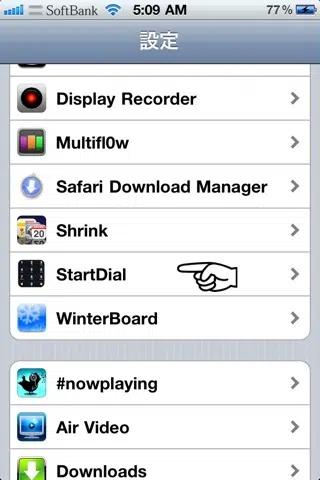 SoftBank 5:09 AM 77%
設定
Display Recorder
Multifl0w
Safari Download Manager
Shrink
StartDial
WinterBoard
#nowplaying
Air Video
Downloads